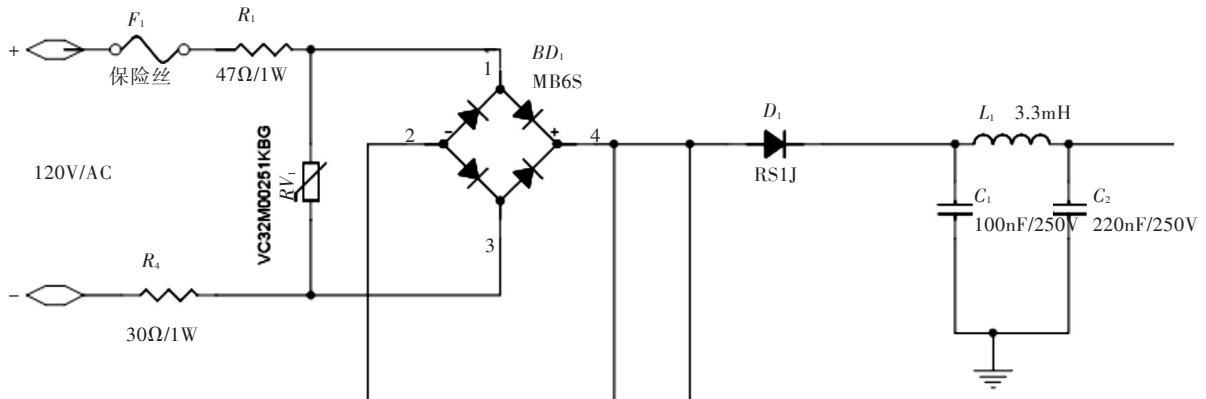 F₁
R₁
+
保险丝
47Ω/1W
1
BD₁
MB6S
2
-
+
4
D₁
RS1J
L₁
3.3mH
120V/AC
VC32M00251KBG
RV₁
C₁
100nF/250V
C₂
220nF/250V
3
R₄
-
30Ω/1W